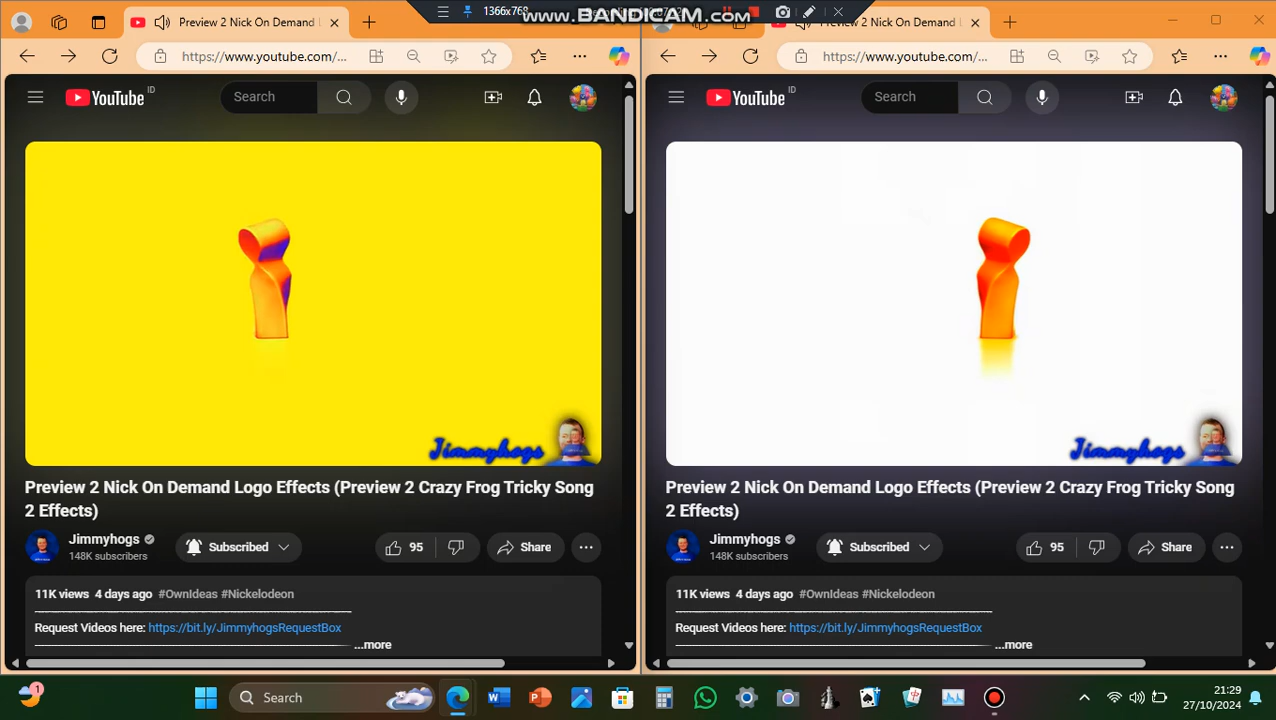 1366x768
www.BANDICAM.com
Preview 2 Nick On Demand L
Preview 2 Nick On Demand L
https://www.youtube.com/...
https://www.youtube.com/...
YouTube ID
Search
YouTube ID
Search
Jimmyhogs
Jimmyhogs
Preview 2 Nick On Demand Logo Effects (Preview 2 Crazy Frog Tricky Song
2 Effects)
Jimmyhogs
148K subscribers
Subscribed
95
Share
11K views 4 days ago #OwnIdeas #Nickelodeon
Request Videos here: https://bit.ly/JimmyhogsRequestBox
...more
Preview 2 Nick On Demand Logo Effects (Preview 2 Crazy Frog Tricky Song
2 Effects)
Jimmyhogs
148K subscribers
Subscribed
95
Share
11K views 4 days ago #OwnIdeas #Nickelodeon
Request Videos here: https://bit.ly/JimmyhogsRequestBox
...more
1
Search
21:29
27/10/2024